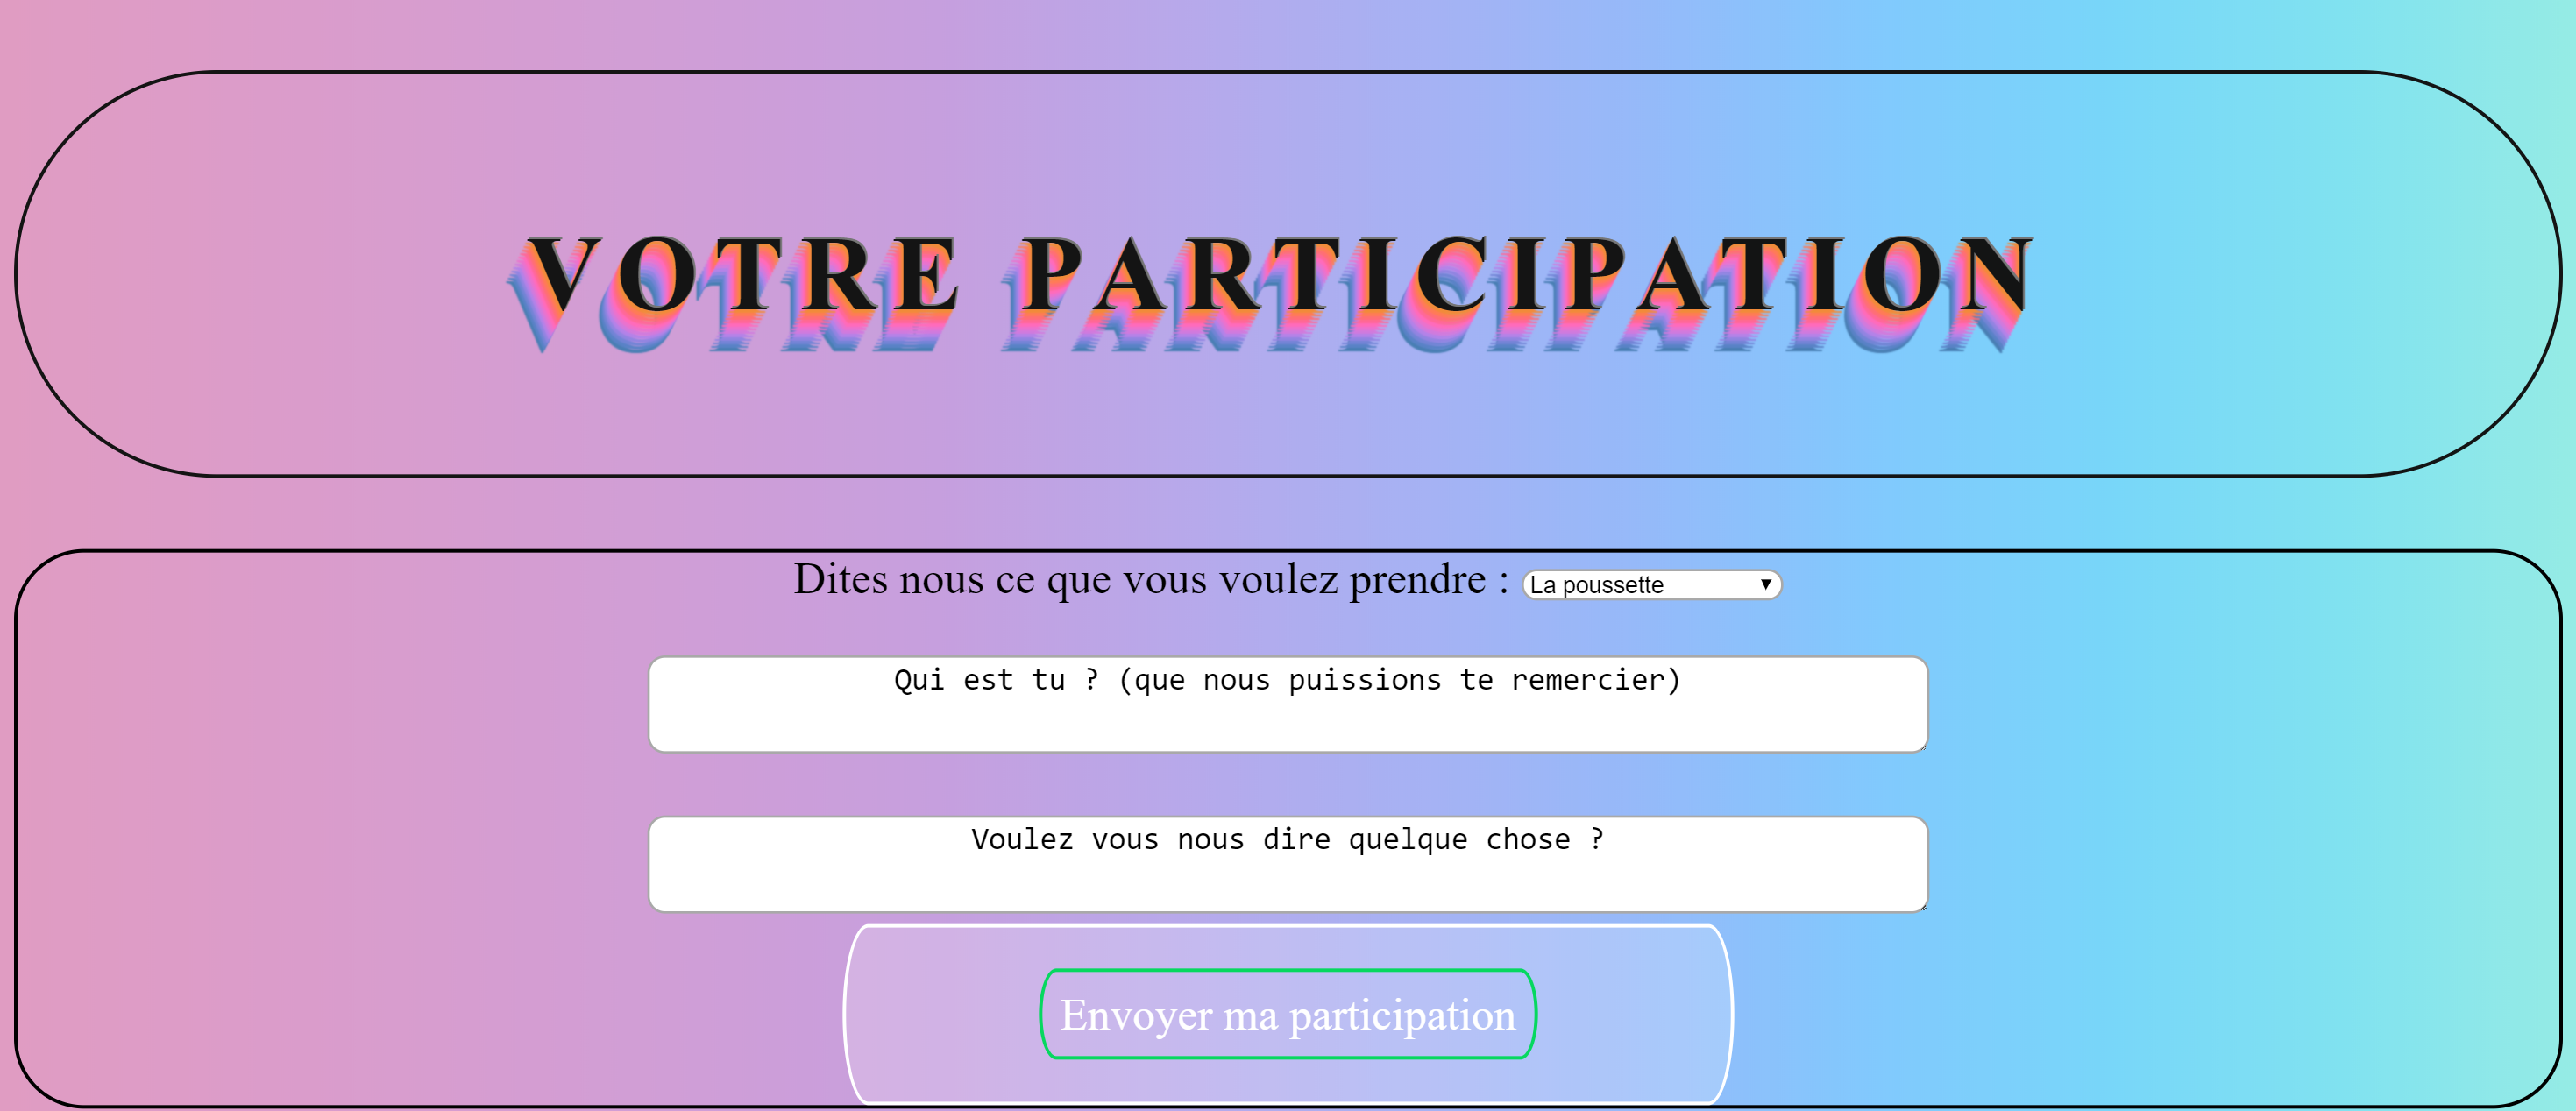 VOTRE PARTICIPATION
Dites nous ce que vous voulez prendre : La poussette
Qui est tu ? (que nous puissions te remercier)
Voulez vous nous dire quelque chose ?
Envoyer ma participation